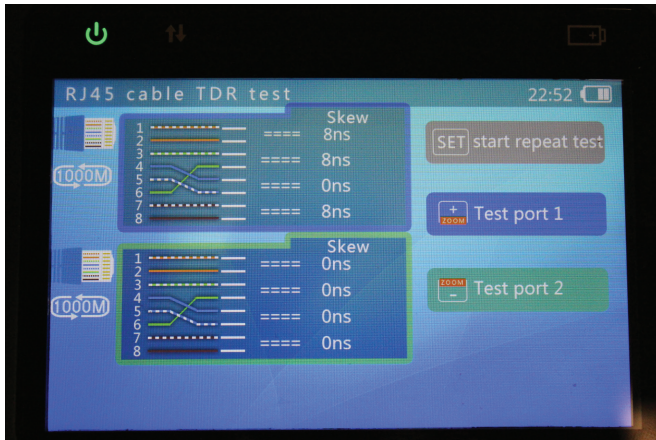 RJ45 cable TDR test 22:52
Skew
1
2
==== 8ns
3
4
==== 8ns
5
6
==== 0ns
7
8
==== 8ns
1000M
SET start repeat test
+
ZOOM
Test port 1
Skew
1
2
==== 0ns
3
4
==== 0ns
5
6
==== 0ns
7
8
==== 0ns
1000M
ZOOM
-
Test port 2